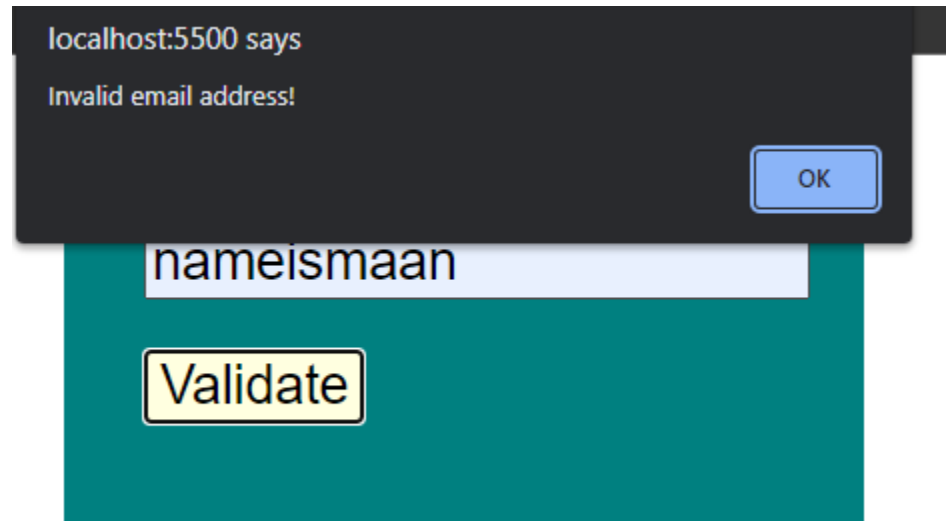 localhost:5500 says
Invalid email address!
OK
nameismaan
Validate